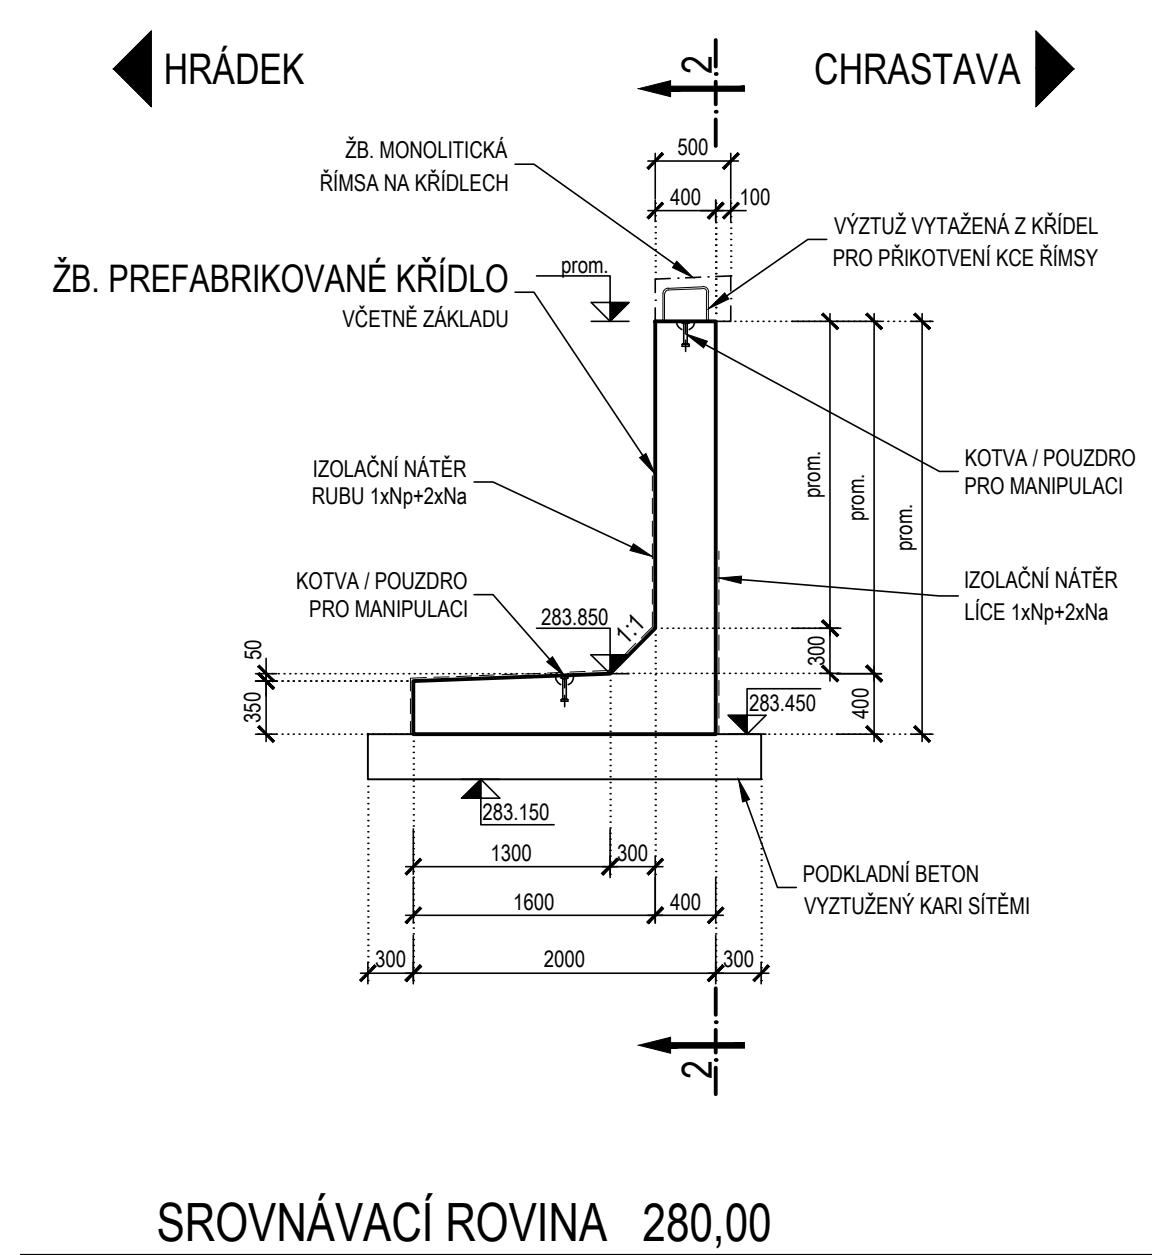 HRÁDEK
2
CHRASTAVA
500
ŽB. MONOLITICKÁ
ŘÍMSA NA KŘÍDLECH
400
100
VÝZTUŽ VYTAŽENÁ Z KŘÍDEL
PRO PŘIKOTVENÍ KCE ŘÍMSY
ŽB. PREFABRIKOVANÉ KŘÍDLO
VČETNĚ ZÁKLADU
prom.
IZOLAČNÍ NÁTĚR
RUBU 1xNp+2xNa
prom.
prom.
prom.
KOTVA / POUZDRO
PRO MANIPULACI
KOTVA / POUZDRO
PRO MANIPULACI
IZOLAČNÍ NÁTĚR
LÍCE 1xNp+2xNa
283.850
1:1
50
350
300
400
283.450
283.150
1300
300
1600
400
300
2000
300
PODKLADNÍ BETON
VYZTUŽENÝ KARI SÍTĚMI
2
SROVNÁVACÍ ROVINA 280,00